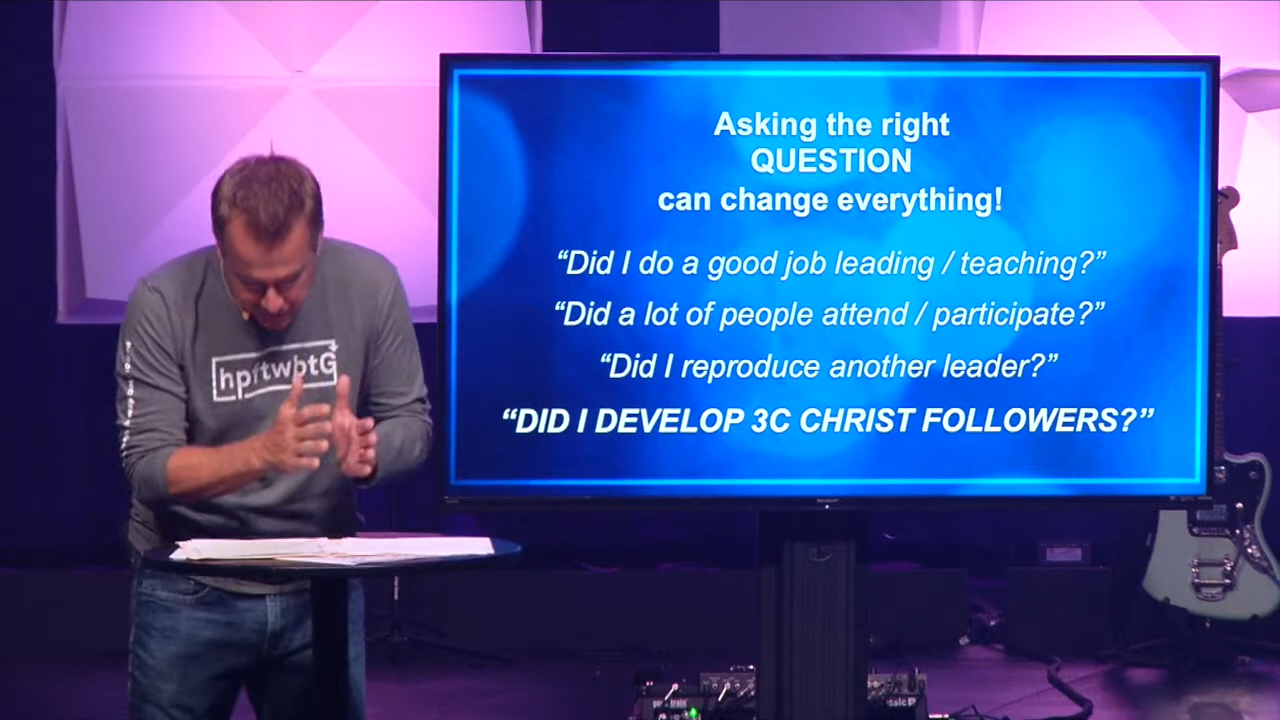 Asking the right
QUESTION
can change everything!
“Did I do a good job leading / teaching?”
“Did a lot of people attend / participate?”
“Did I reproduce another leader?”
“DID I DEVELOP 3C CHRIST FOLLOWERS?”
hpftwbtG
SHARP